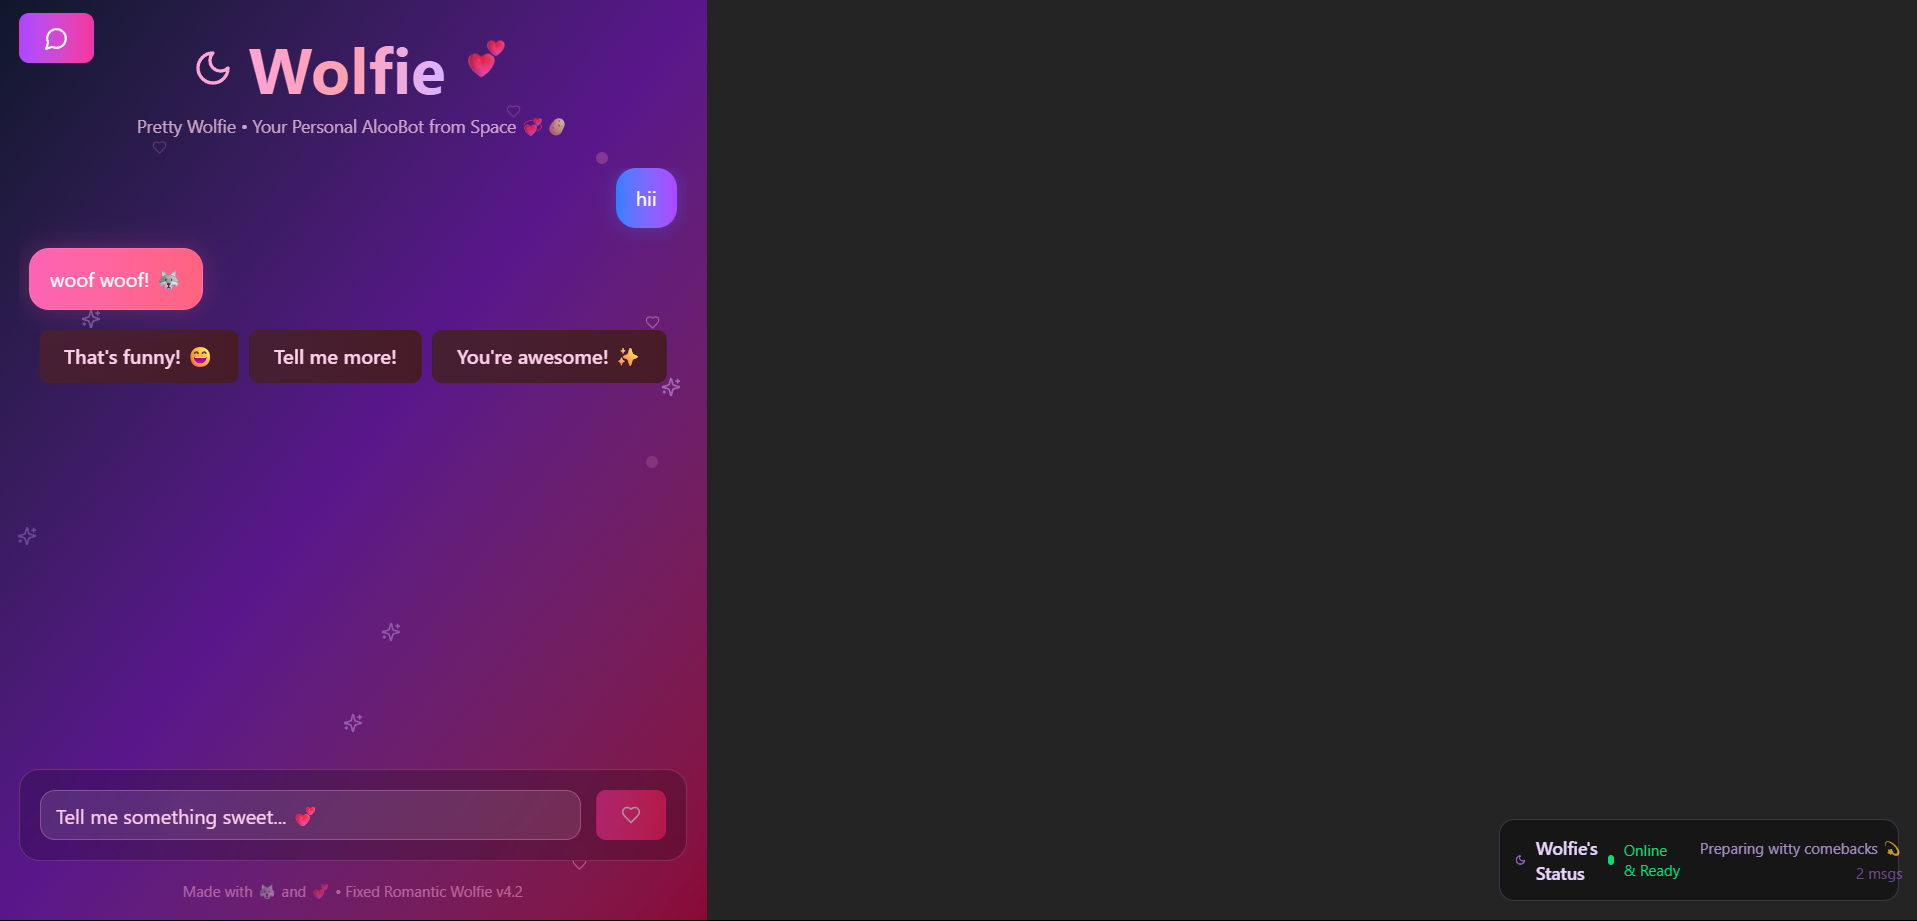 Wolfie 💕
Pretty Wolfie • Your Personal AlooBot from Space 💞 🥔
hii
woof woof! 🐺
That's funny! 😄
Tell me more!
You're awesome! ✨
Tell me something sweet... 💕
Made with 🐺 and 💕 • Fixed Romantic Wolfie v4.2
Wolfie's
Status
Online
& Ready
Preparing witty comebacks 💫
2 msgs